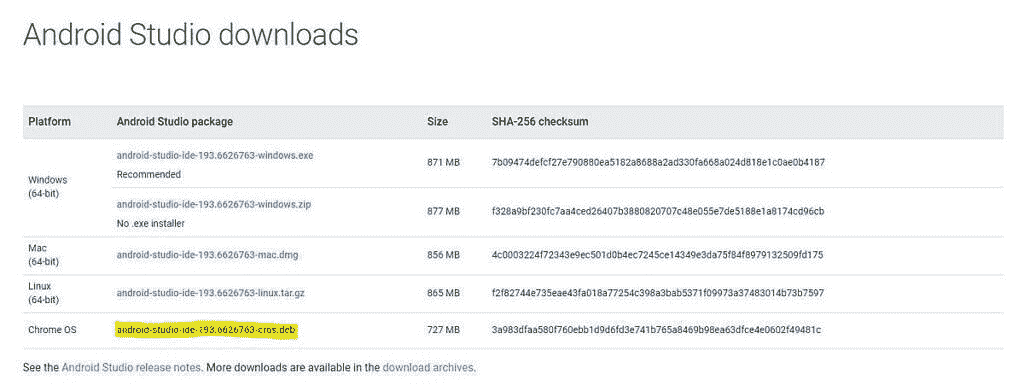 Android Studio downloads
Platform Android Studio package Size SHA-256 checksum
Windows
(64-bit)
android-studio-ide-193.6626763-windows.exe
Recommended
871 MB 7b09474defcf27e790880ea5182a8688a2ad330fa668a024d818e1c0ae0b4187
android-studio-ide-193.6626763-windows.zip
No .exe installer
877 MB f328a9bf230fc7aa4ced26407b3880820707c48e055e7de5188e1a8174cd96cb
Mac
(64-bit)
android-studio-ide-193.6626763-mac.dmg 856 MB 4c0003224f72343e9ec501d0b4ec7245ce14349e3da75f84f8979132509fd175
Linux
(64-bit)
android-studio-ide-193.6626763-linux.tar.gz 865 MB f2f82744e735eae43fa018a77254c398a3bab5371f09973a37483014b73b7597
Chrome OS android-studio-ide-193.6626763-cros.deb 727 MB 3a983dfaa580f760ebb1d9d6fd3e741b765a8469b98ea63dfce4e0602f49481c
See the Android Studio release notes. More downloads are available in the download archives.